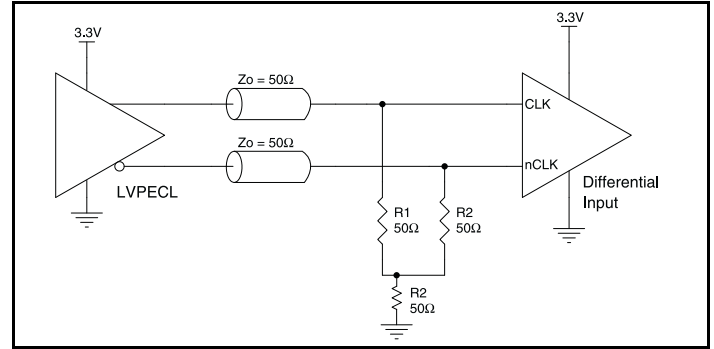 3.3V
3.3V
Zo = 50Ω
CLK
Zo = 50Ω
nCLK
LVPECL
Differential
Input
R1
50Ω
R2
50Ω
R2
50Ω